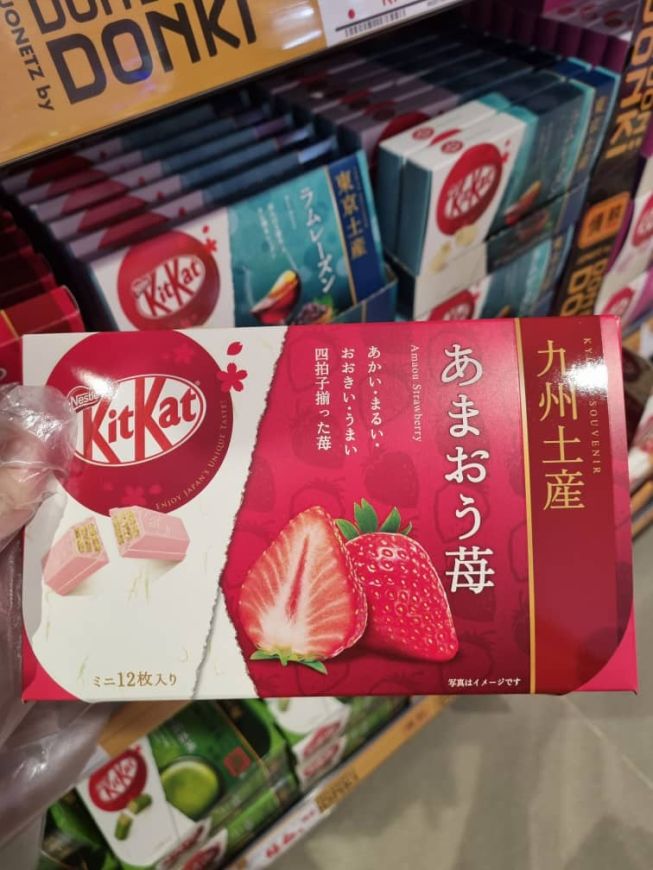 JONETZ by
DONKI
Nestlé
KitKat
ENJOY JAPAN'S UNIQUE TASTE!
あまおう苺
Amaou Strawberry
あかい・まるい・
おおきい・うまい
四拍子揃った苺
九州土産
SOUVENIR
ミニ12枚入り
写真はイメージです
東京土産
ラムレーズン
KitKat
KitKat
KitKat